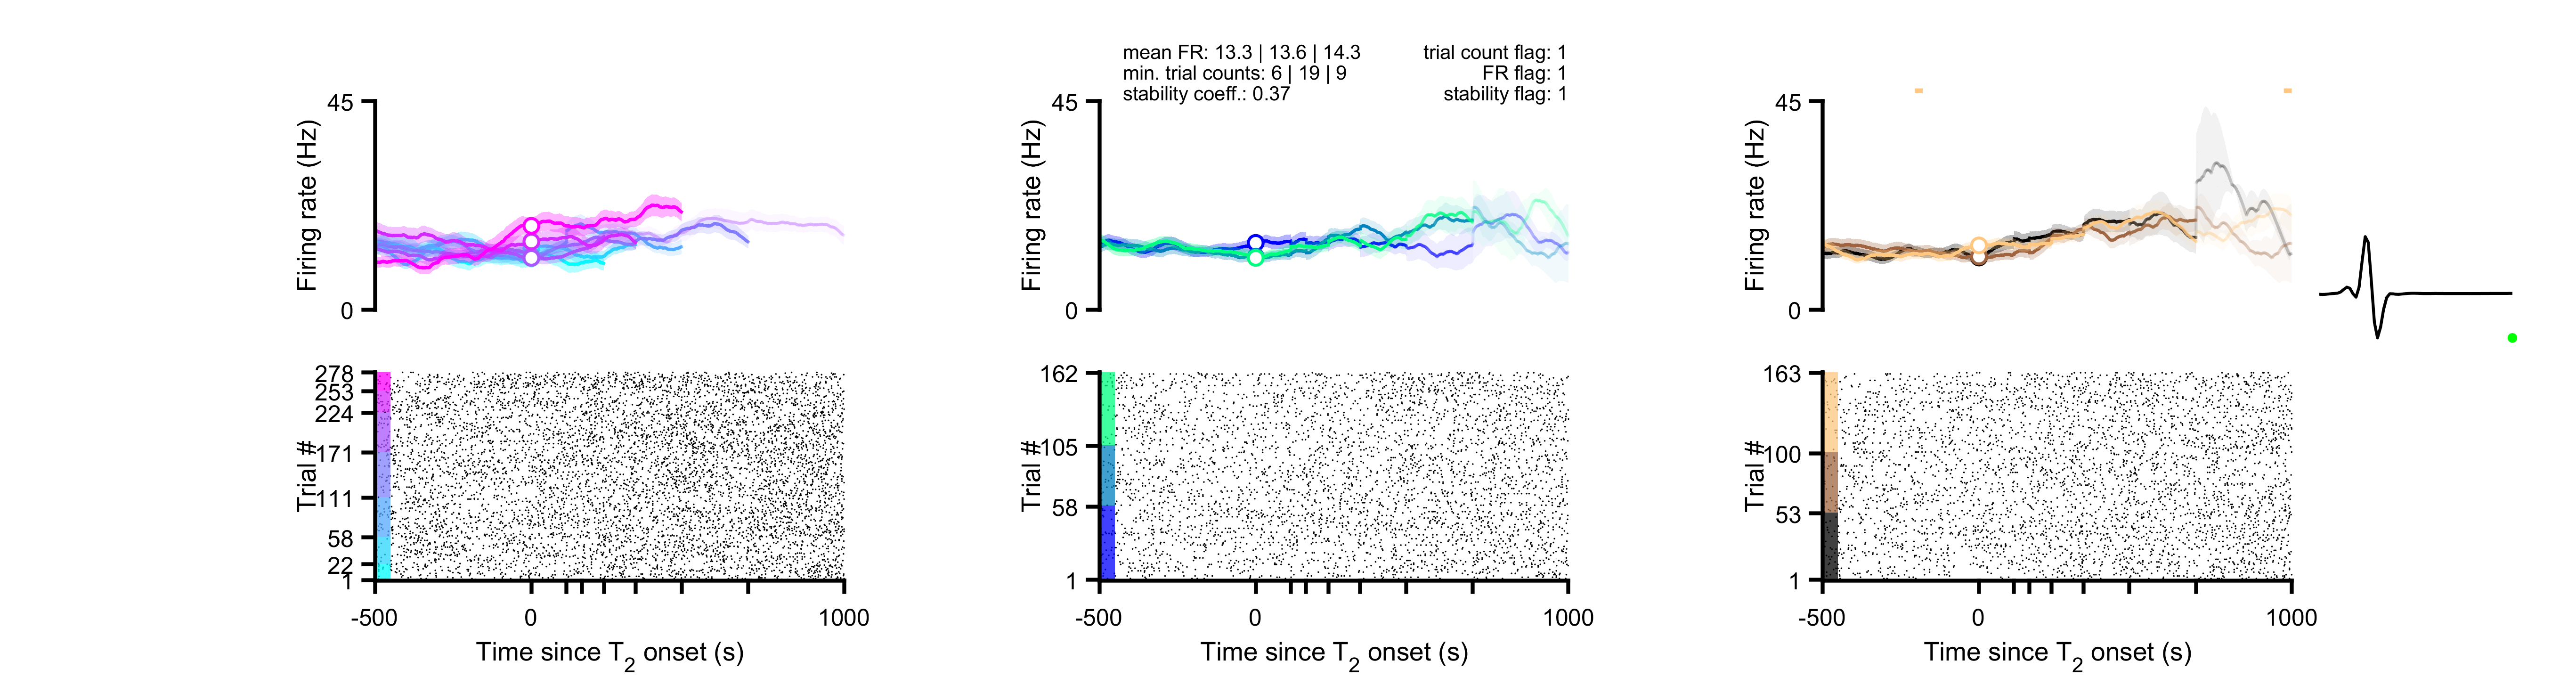 mean FR: 13.3 | 13.6 | 14.3
min. trial counts: 6 | 19 | 9
stability coeff.: 0.37
trial count flag: 1
FR flag: 1
stability flag: 1
45
Firing rate (Hz)
0
278
253
224
171
111
58
22
1
Trial #
-500
0
1000
Time since T2 onset (s)
45
Firing rate (Hz)
0
162
105
58
1
Trial #
-500
0
1000
Time since T2 onset (s)
45
Firing rate (Hz)
0
163
100
53
1
Trial #
-500
0
1000
Time since T2 onset (s)